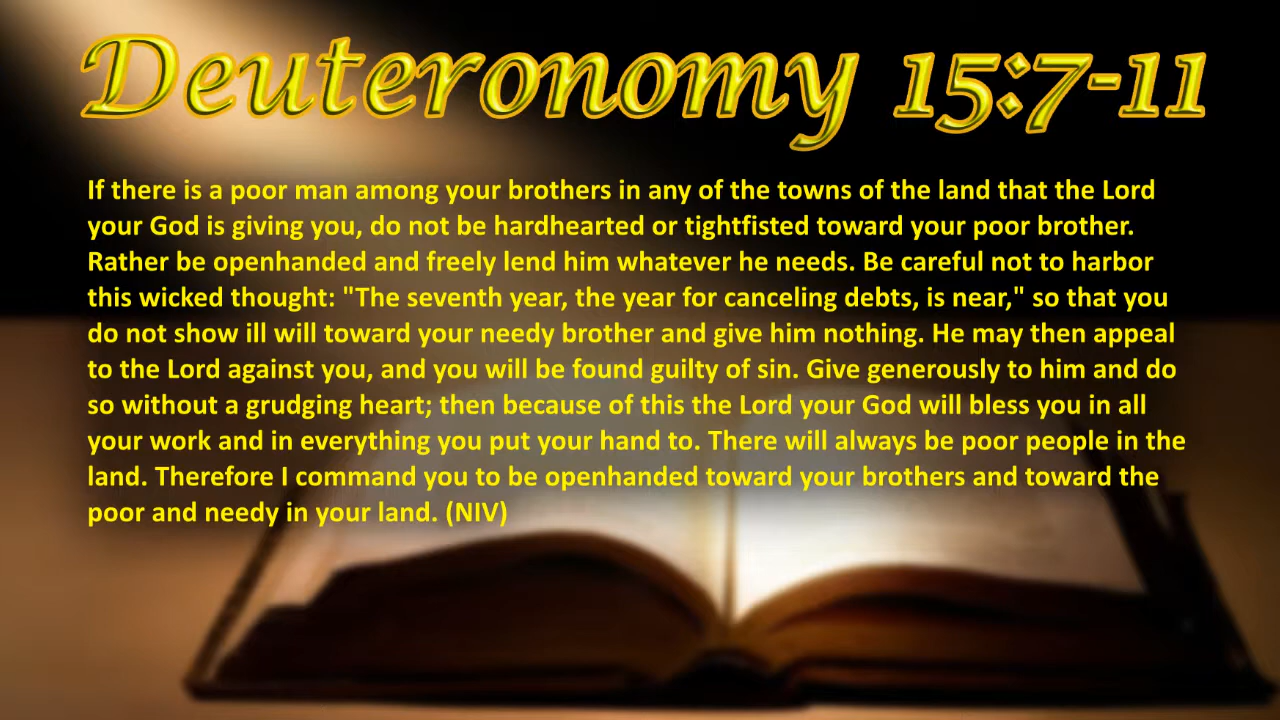 Deuteronomy 15:7-11
If there is a poor man among your brothers in any of the towns of the land that the Lord
your God is giving you, do not be hardhearted or tightfisted toward your poor brother.
Rather be openhanded and freely lend him whatever he needs. Be careful not to harbor
this wicked thought: "The seventh year, the year for canceling debts, is near," so that you
do not show ill will toward your needy brother and give him nothing. He may then appeal
to the Lord against you, and you will be found guilty of sin. Give generously to him and do
so without a grudging heart; then because of this the Lord your God will bless you in all
your work and in everything you put your hand to. There will always be poor people in the
land. Therefore I command you to be openhanded toward your brothers and toward the
poor and needy in your land. (NIV)